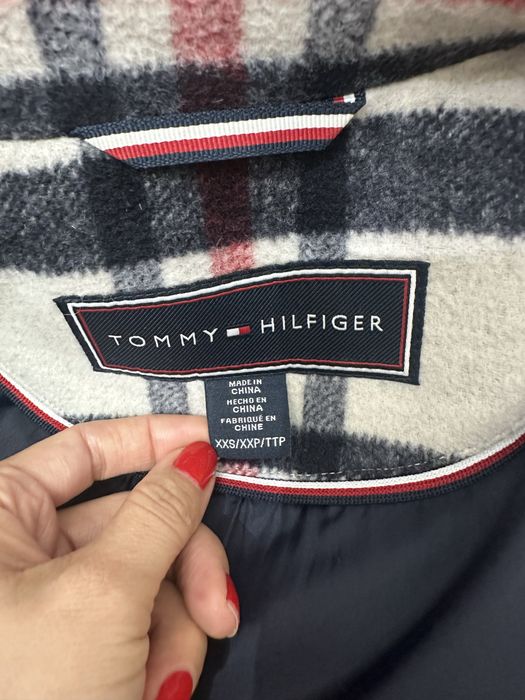 TOMMY HILFIGER
MADE IN
CHINA
HECHO EN
CHINA
FABRIQUÉ EN
CHINE
XXS/XXP/TTP